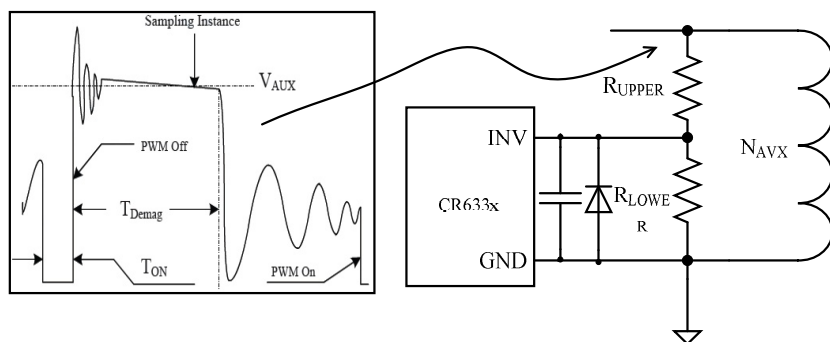 Sampling Instance
VAUX
PWM Off
TDemag
TON
PWM On
RUPPER
INV
NAVX
CR633x
RLOWE
R
GND